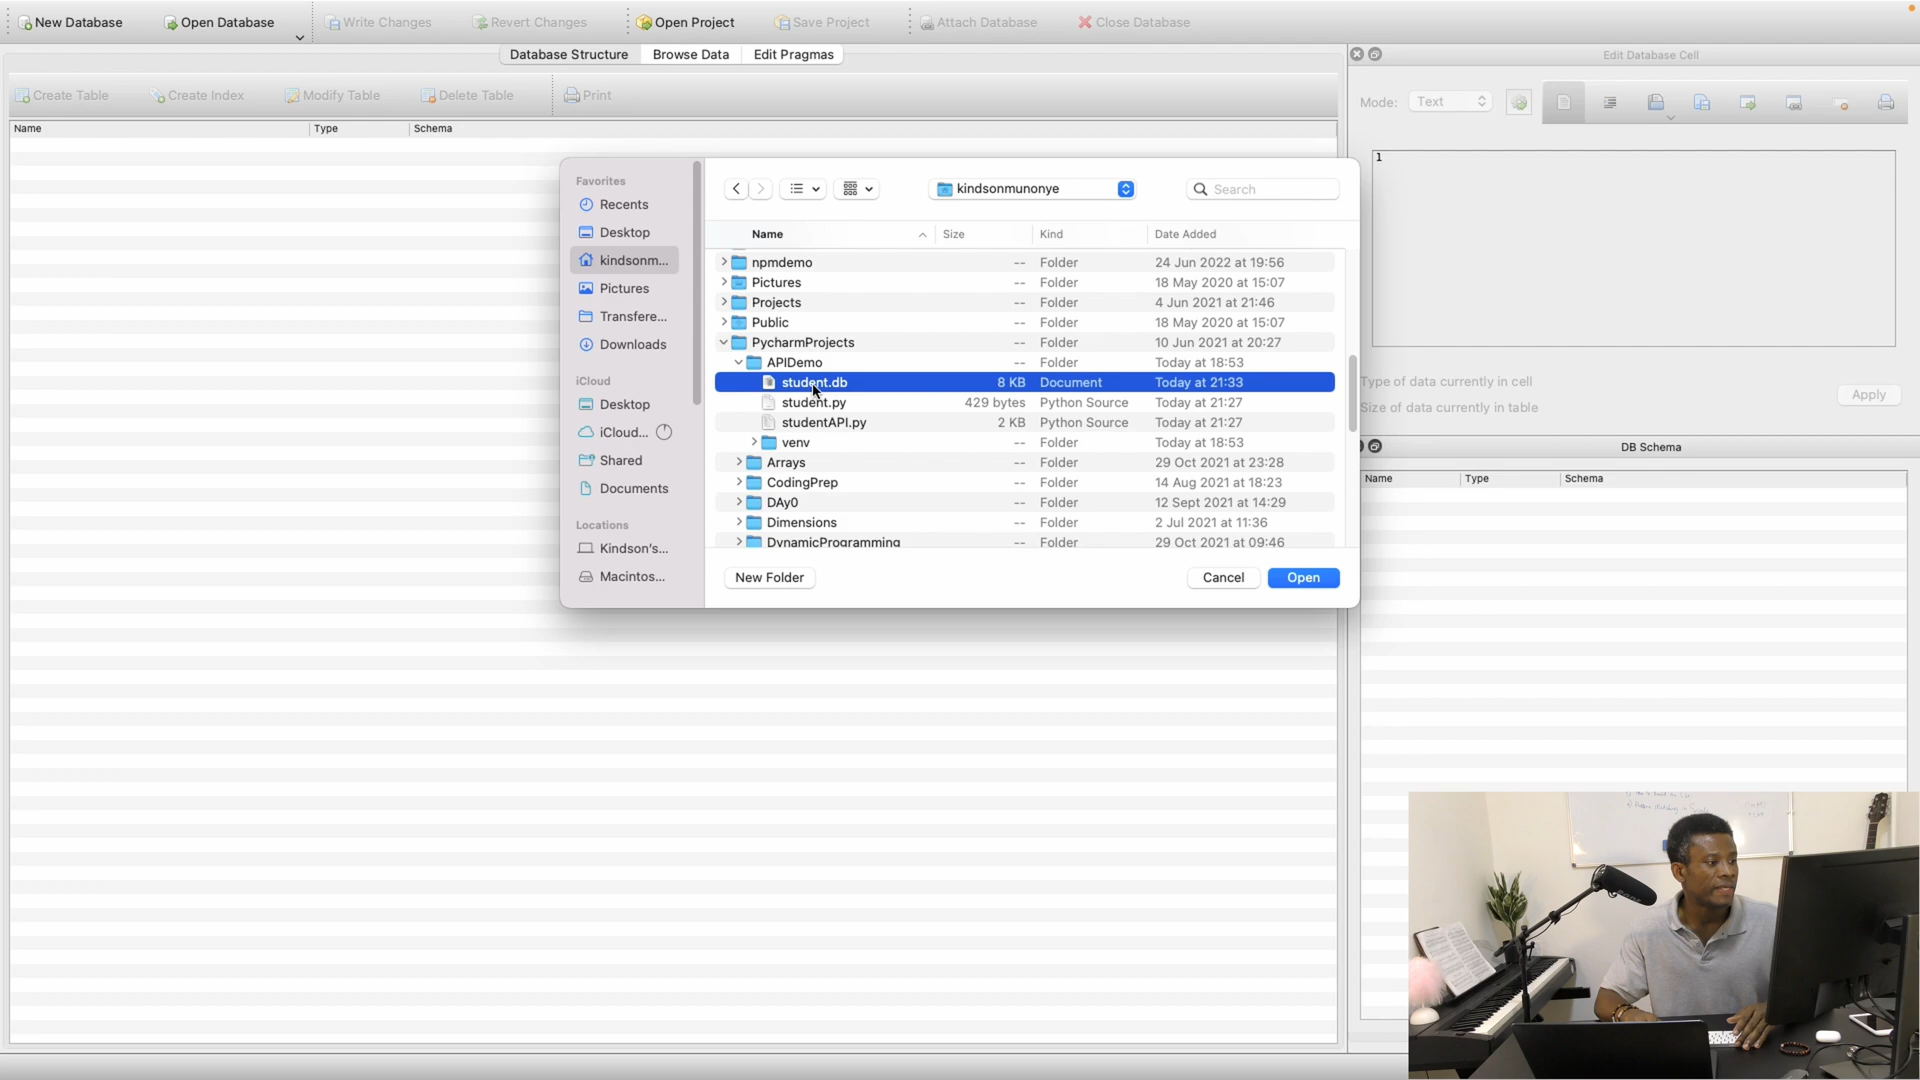 New Database
Open Database
Write Changes
Revert Changes
Open Project
Save Project
Attach Database
Close Database
Database Structure
Browse Data
Edit Pragmas
Create Table
Create Index
Modify Table
Delete Table
Print
Name Type Schema
Favorites
Recents
Desktop
kindsonm...
Pictures
Transfere...
Downloads
iCloud
Desktop
iCloud...
Shared
Documents
Locations
Kindson's...
Macintos...
kindsonmunonye
Search
Name Size Kind Date Added
npmdemo -- Folder 24 Jun 2022 at 19:56
Pictures -- Folder 18 May 2020 at 15:07
Projects -- Folder 4 Jun 2021 at 21:46
Public -- Folder 18 May 2020 at 15:07
PycharmProjects -- Folder 10 Jun 2021 at 20:27
APIDemo -- Folder Today at 18:53
student.db 8 KB Document Today at 21:33
student.py 429 bytes Python Source Today at 21:27
studentAPI.py 2 KB Python Source Today at 21:27
venv -- Folder Today at 18:53
Arrays -- Folder 29 Oct 2021 at 23:28
CodingPrep -- Folder 14 Aug 2021 at 18:23
DAy0 -- Folder 12 Sept 2021 at 14:29
Dimensions -- Folder 2 Jul 2021 at 11:36
DynamicProgramming -- Folder 29 Oct 2021 at 09:46
New Folder
Cancel
Open
Edit Database Cell
Mode: Text
1
Type of data currently in cell
Size of data currently in table
Apply
DB Schema
Name Type Schema